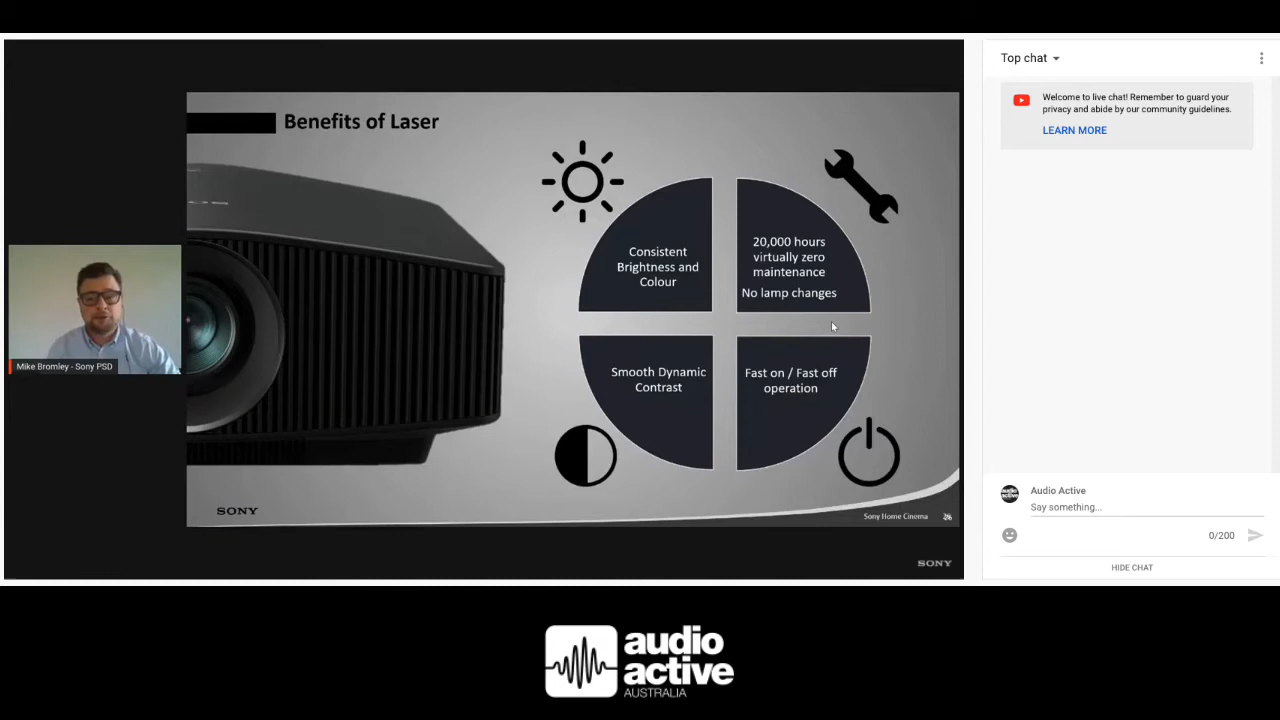 Benefits of Laser
Consistent
Brightness and
Colour
20,000 hours
virtually zero
maintenance
No lamp changes
Smooth Dynamic
Contrast
Fast on / Fast off
operation
SONY
Sony Home Cinema
SONY
Mike Bromley - Sony PSD
Top chat
Welcome to live chat! Remember to guard your
privacy and abide by our community guidelines.
LEARN MORE
Audio Active
Say something...
0/200
HIDE CHAT
audio
active
AUSTRALIA